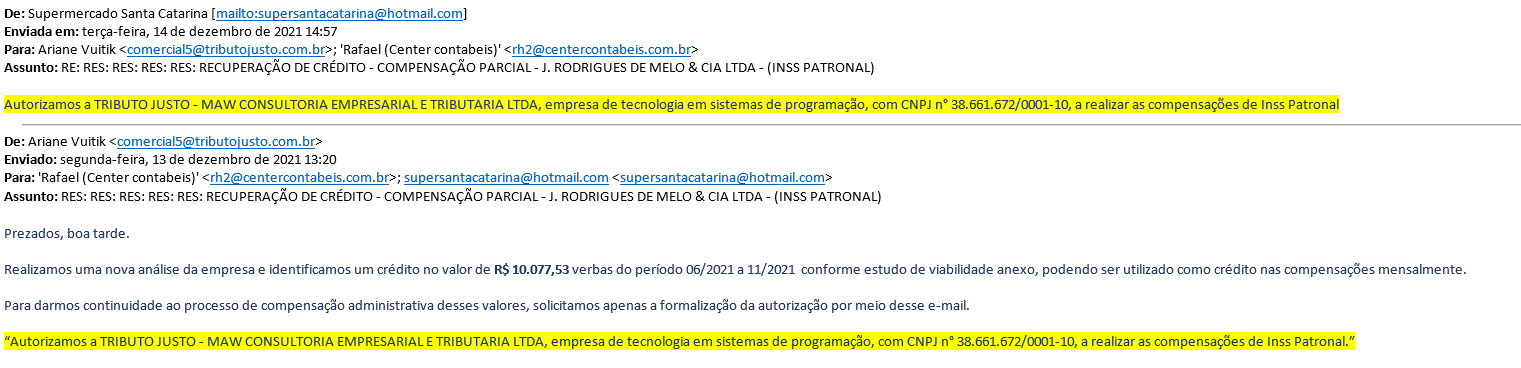 De: Supermercado Santa Catarina [mailto:supersantacatarina@hotmail.com]
Enviada em: terça-feira, 14 de dezembro de 2021 14:57
Para: Ariane Vuitik <comercial5@tributojusto.com.br>; 'Rafael (Center contabeis)' <rh2@centercontabeis.com.br>
Assunto: RE: RES: RES: RES: RES: RECUPERAÇÃO DE CRÉDITO - COMPENSAÇÃO PARCIAL - J. RODRIGUES DE MELO & CIA LTDA - (INSS PATRONAL)
Autorizamos a TRIBUTO JUSTO - MAW CONSULTORIA EMPRESARIAL E TRIBUTARIA LTDA, empresa de tecnologia em sistemas de programação, com CNPJ n° 38.661.672/0001-10, a realizar as compensações de Inss Patronal
De: Ariane Vuitik <comercial5@tributojusto.com.br>
Enviado: segunda-feira, 13 de dezembro de 2021 13:20
Para: 'Rafael (Center contabeis)' <rh2@centercontabeis.com.br>; supersantacatarina@hotmail.com <supersantacatarina@hotmail.com>
Assunto: RES: RES: RES: RES: RES: RECUPERAÇÃO DE CRÉDITO - COMPENSAÇÃO PARCIAL - J. RODRIGUES DE MELO & CIA LTDA - (INSS PATRONAL)
Prezados, boa tarde.
Realizamos uma nova análise da empresa e identificamos um crédito no valor de R$ 10.077,53 verbas do período 06/2021 a 11/2021 conforme estudo de viabilidade anexo, podendo ser utilizado como crédito nas compensações mensalmente.
Para darmos continuidade ao processo de compensação administrativa desses valores, solicitamos apenas a formalização da autorização por meio desse e-mail.
“Autorizamos a TRIBUTO JUSTO - MAW CONSULTORIA EMPRESARIAL E TRIBUTARIA LTDA, empresa de tecnologia em sistemas de programação, com CNPJ n° 38.661.672/0001-10, a realizar as compensações de Inss Patronal.”